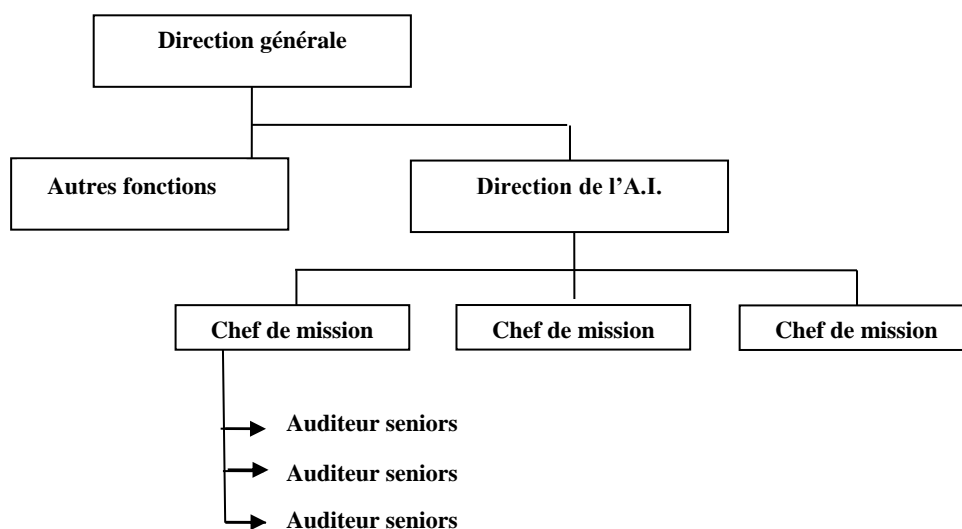 Direction générale
Autres fonctions
Direction de l’A.I.
Chef de mission
Chef de mission
Chef de mission
Auditeur seniors
Auditeur seniors
Auditeur seniors